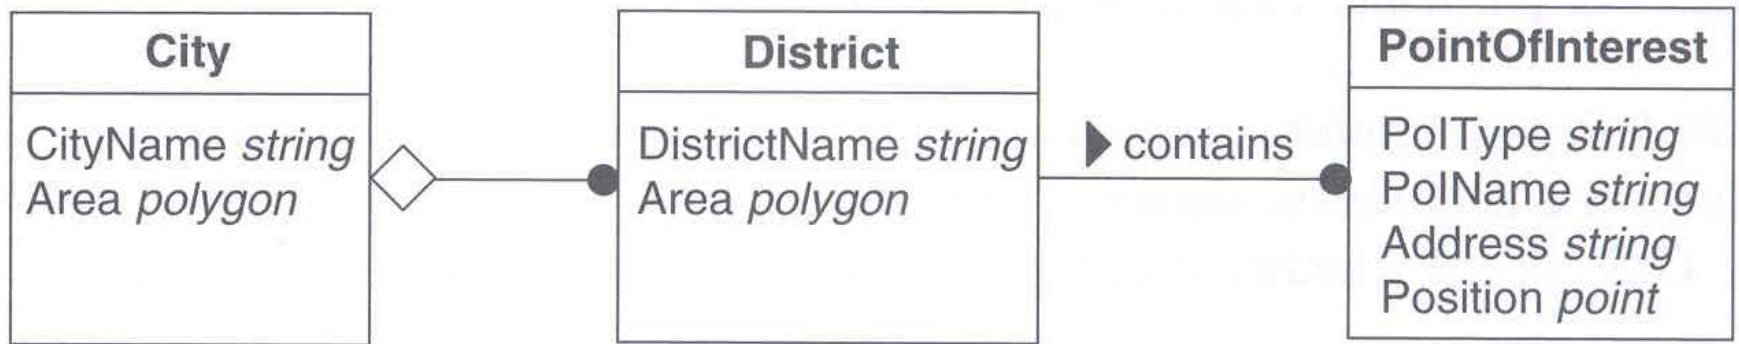 City
CityName string
Area polygon
District
DistrictName string
Area polygon
contains
PointOfInterest
PoIType string
PoIName string
Address string
Position point